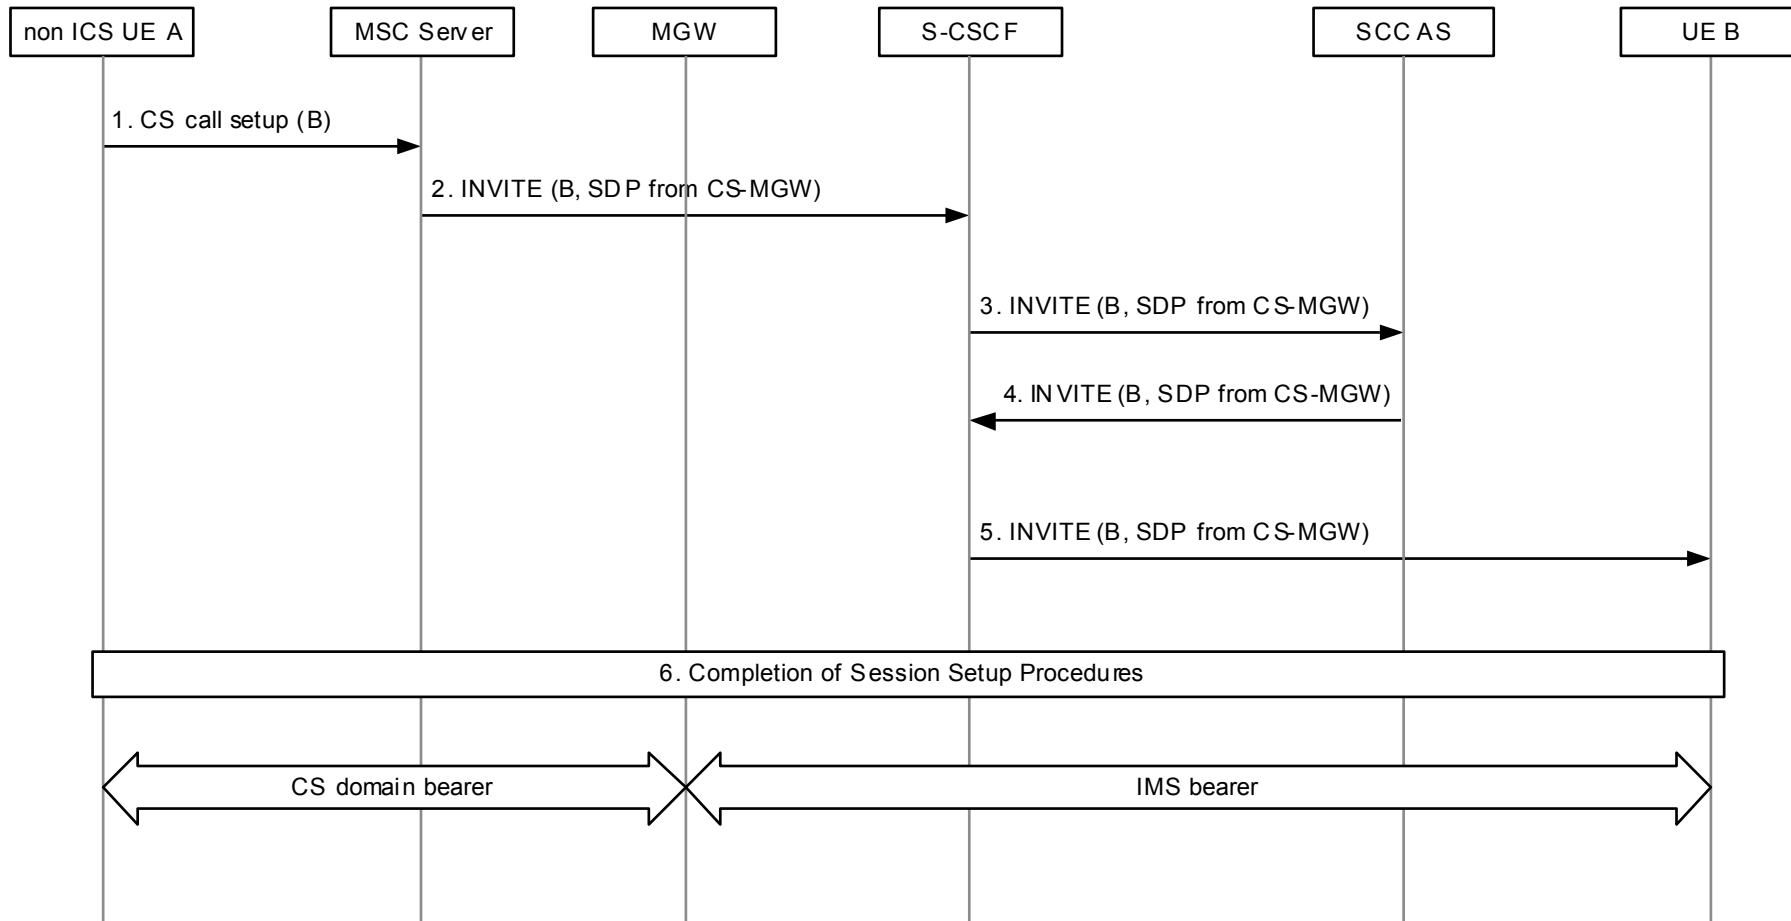 non ICS UE A
MSC Server
MGW
S-CSCF
SCC AS
UE B
1. CS call setup (B)
2. INVITE (B, SDP from CS-MGW)
3. INVITE (B, SDP from CS-MGW)
4. INVITE (B, SDP from CS-MGW)
5. INVITE (B, SDP from CS-MGW)
6. Completion of Session Setup Procedures
CS domain bearer
IMS bearer